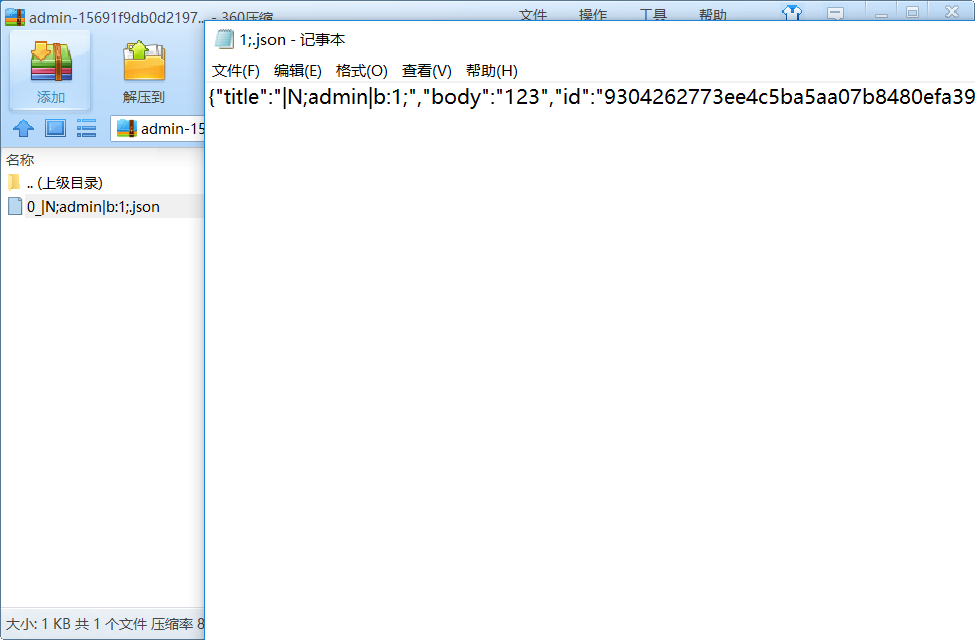 admin-15691f9db0d2197... - 360压缩
文件 操作 工具 帮助
添加
解压到
admin-15
名称
.. (上级目录)
0_|N;admin|b:1;.json
大小: 1 KB 共 1 个文件 压缩率 8
1;.json - 记事本
文件(F) 编辑(E) 格式(O) 查看(V) 帮助(H)
{"title":"|N;admin|b:1;","body":"123","id":"9304262773ee4c5ba5aa07b8480efa39